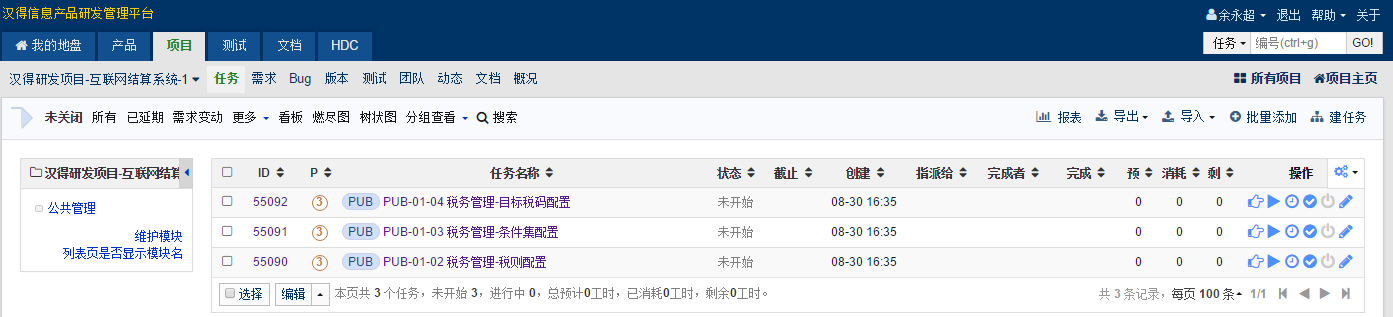 汉得信息产品研发管理平台
余永超 退出 帮助 关于
我的地盘 产品 项目 测试 文档 HDC 任务 编号(ctrl+g) GO!
汉得研发项目-互联网结算系统-1 任务 需求 Bug 版本 测试 团队 动态 文档 概况 所有项目 项目主页
未关闭 所有 已延期 需求变动 更多 看板 燃尽图 树状图 分组查看 搜索 报表 导出 导入 批量添加 建任务
汉得研发项目-互联网结算
公共管理
维护模块
列表页是否显示模块名
ID P 任务名称 状态 截止 创建 指派给 完成者 完成 预 消耗 剩 操作
55092 3 PUB PUB-01-04 税务管理-目标税码配置 未开始 08-30 16:35 0 0 0
55091 3 PUB PUB-01-03 税务管理-条件集配置 未开始 08-30 16:35 0 0 0
55090 3 PUB PUB-01-02 税务管理-税则配置 未开始 08-30 16:35 0 0 0
选择 编辑 本页共 3 个任务，未开始 3，进行中 0，总预计0工时，已消耗0工时，剩余0工时。 共 3 条记录，每页 100 条 1/1